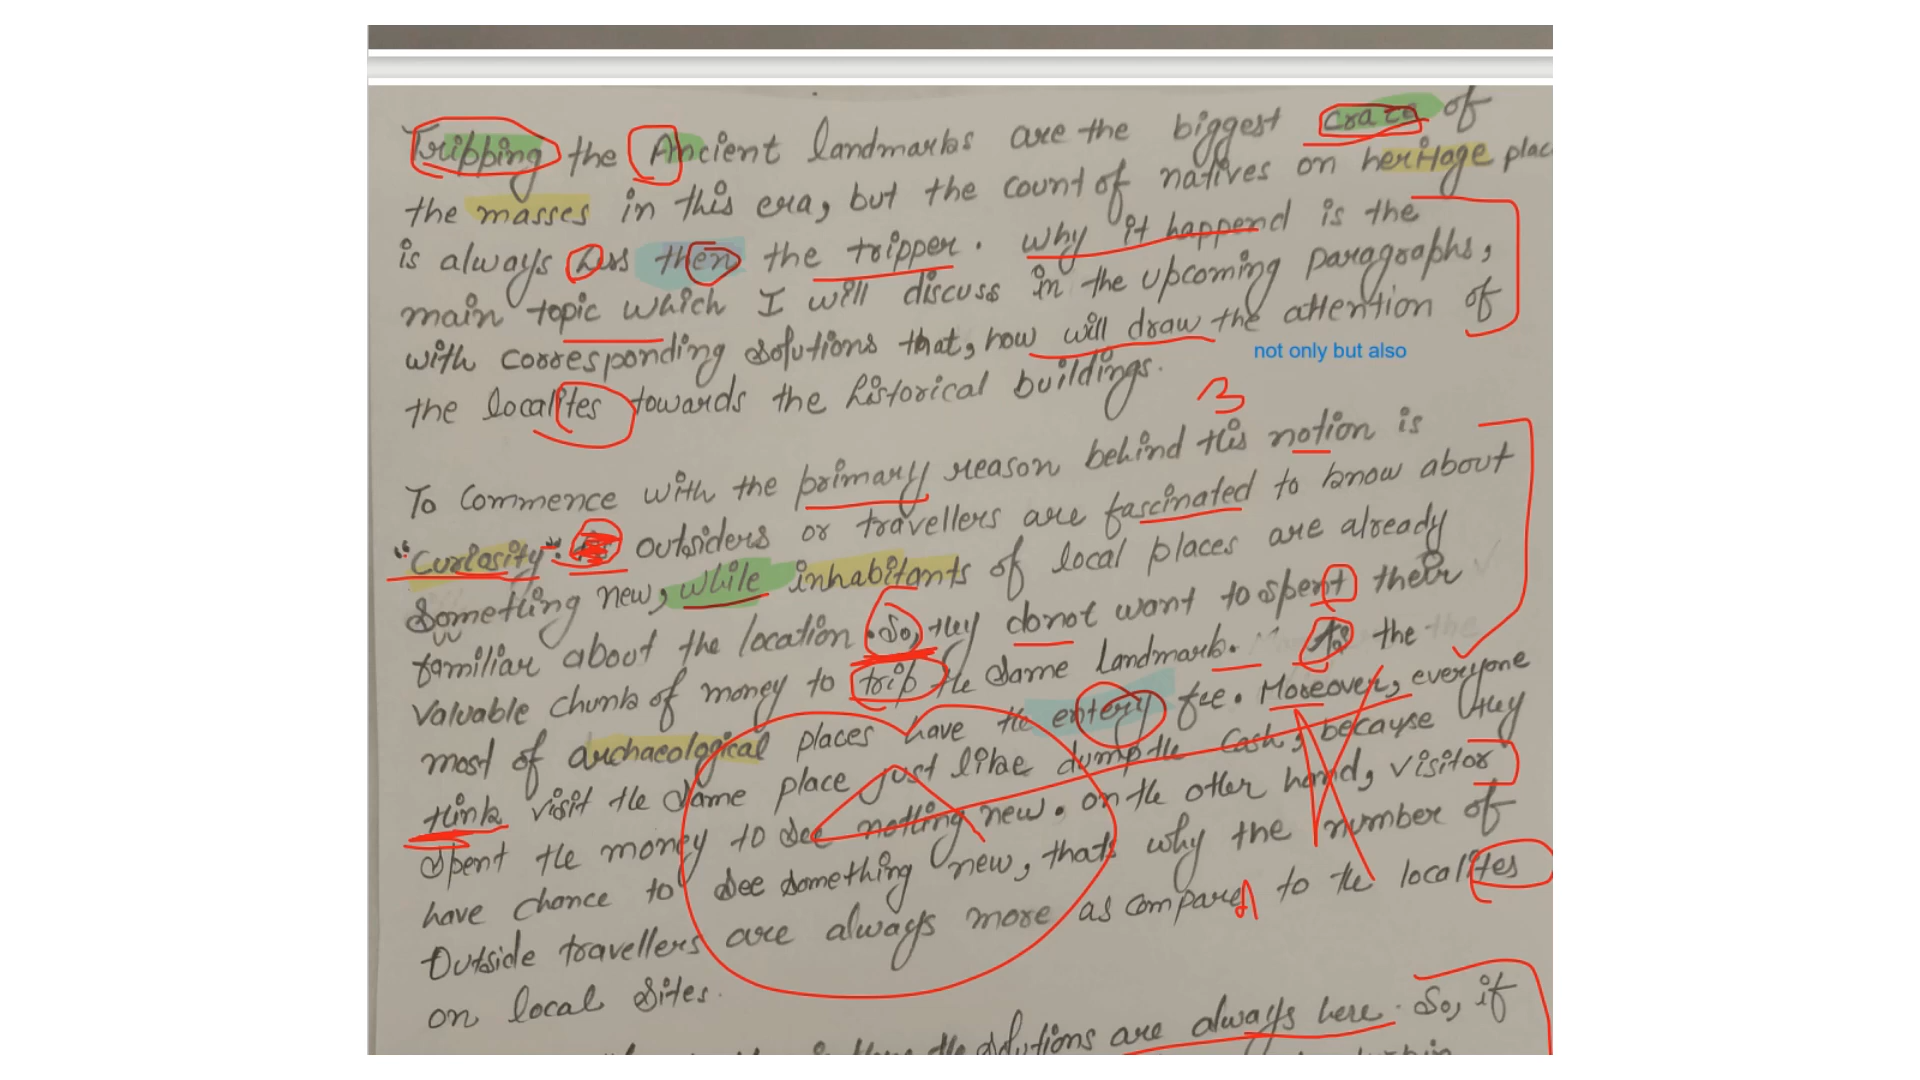 Tripping the Ancient landmarks are the biggest craze of
the masses in this era, but the count of natives on heritage plac
is always less then the tripper. Why it happend is the
main topic which I will discuss in the upcoming paragraphs,
with corresponding solutions that, how will draw the attention of
not only but also
the localites towards the historical buildings.
To Commence with the primary reason behind this notion is
"Curiosity". outsiders or travellers are fascinated to know about
Something new, while inhabitants of local places are already
familiar about the location. So, they donot want to spent their
Valuable chunk of money to trip the same landmark. As the
most of archaeological places have the entery fee. Moreover, everyone
think visit the same place just like dump the cash, because they
spent the money to see nothing new. on the other hand, visitor
have chance to see something new, thats why the number of
Outside travellers are always more as compare to the localites
on local sites.
solutions are always here. So, if